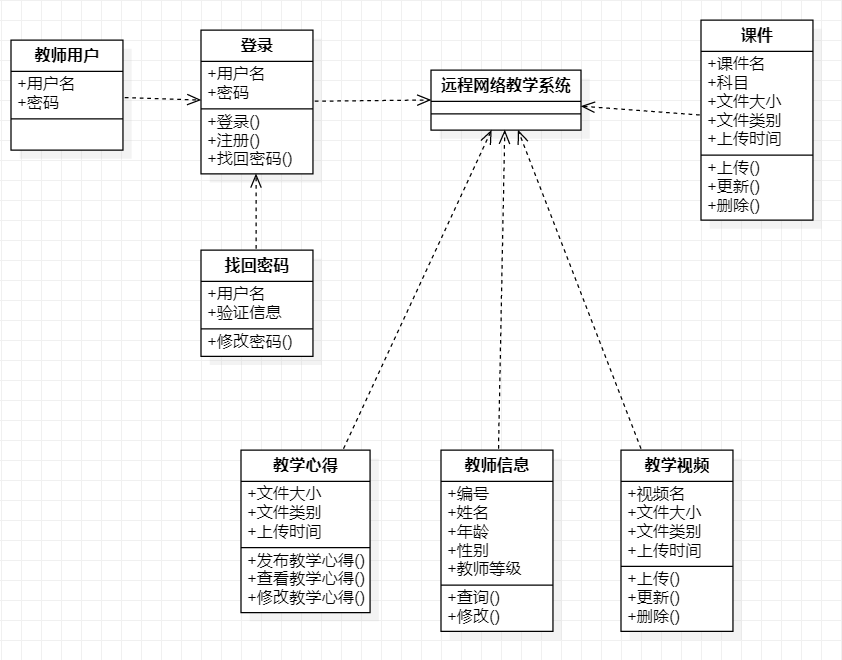 教师用户
+用户名
+密码
登录
+用户名
+密码
+登录()
+注册()
+找回密码()
远程网络教学系统
课件
+课件名
+科目
+文件大小
+文件类别
+上传时间
+上传()
+更新()
+删除()
找回密码
+用户名
+验证信息
+修改密码()
教学心得
+文件大小
+文件类别
+上传时间
+发布教学心得()
+查看教学心得()
+修改教学心得()
教师信息
+编号
+姓名
+年龄
+性别
+教师等级
+查询()
+修改()
教学视频
+视频名
+文件大小
+文件类别
+上传时间
+上传()
+更新()
+删除()